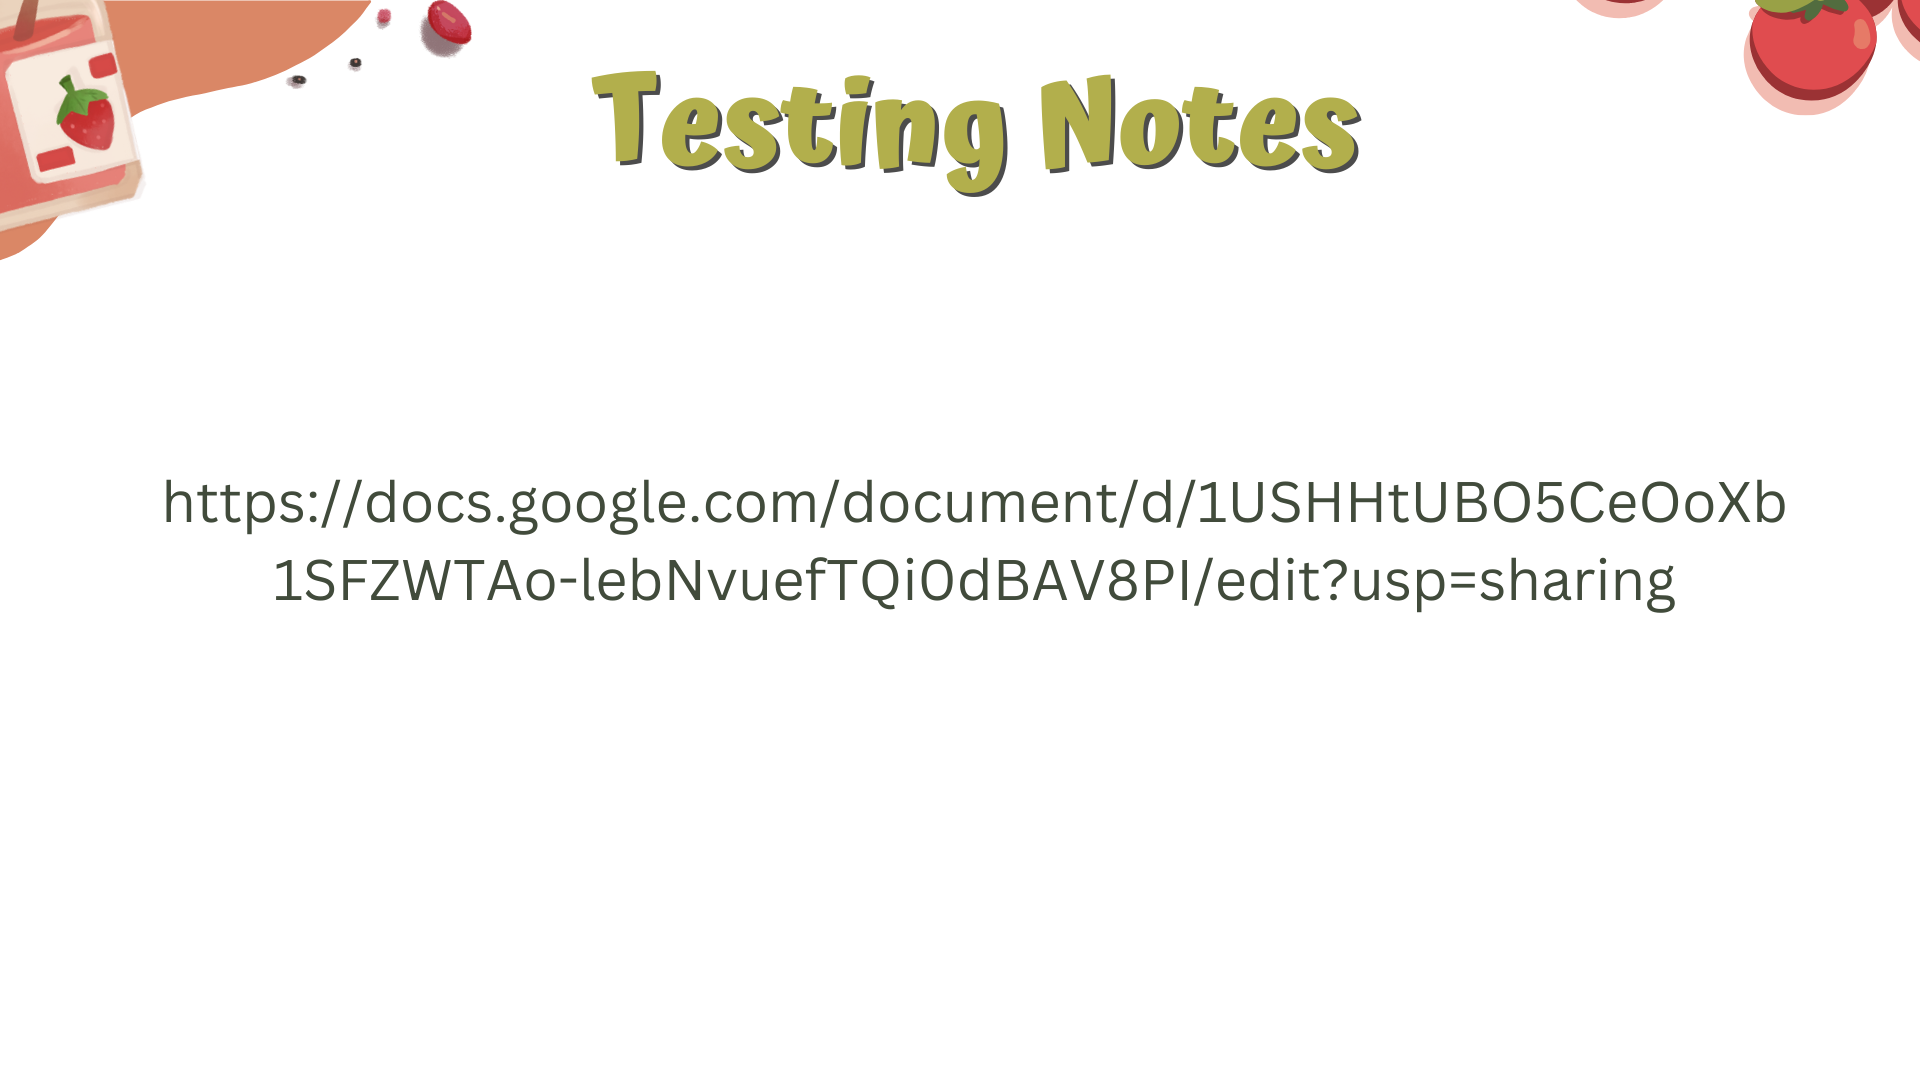 Testing Notes
https://docs.google.com/document/d/1USHHtUBO5CeOoXb
1SFZWTAo-lebNvuefTQi0dBAV8PI/edit?usp=sharing